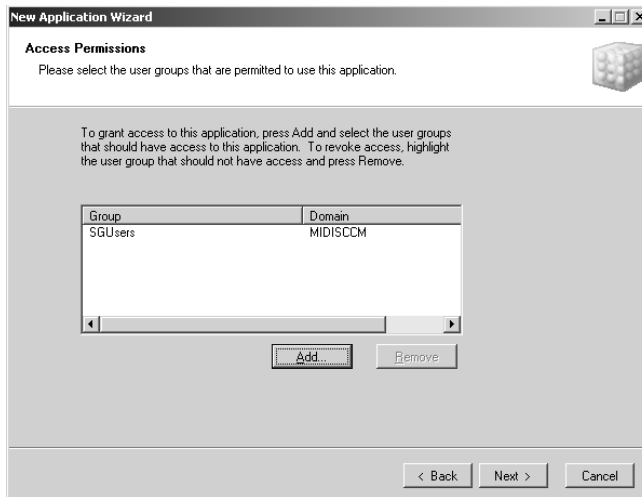 New Application Wizard
Access Permissions
Please select the user groups that are permitted to use this application.
To grant access to this application, press Add and select the user groups
that should have access to this application. To revoke access, highlight
the user group that should not have access and press Remove.
Group Domain
SGUsers MIDISCCM
Add... Remove
< Back Next > Cancel